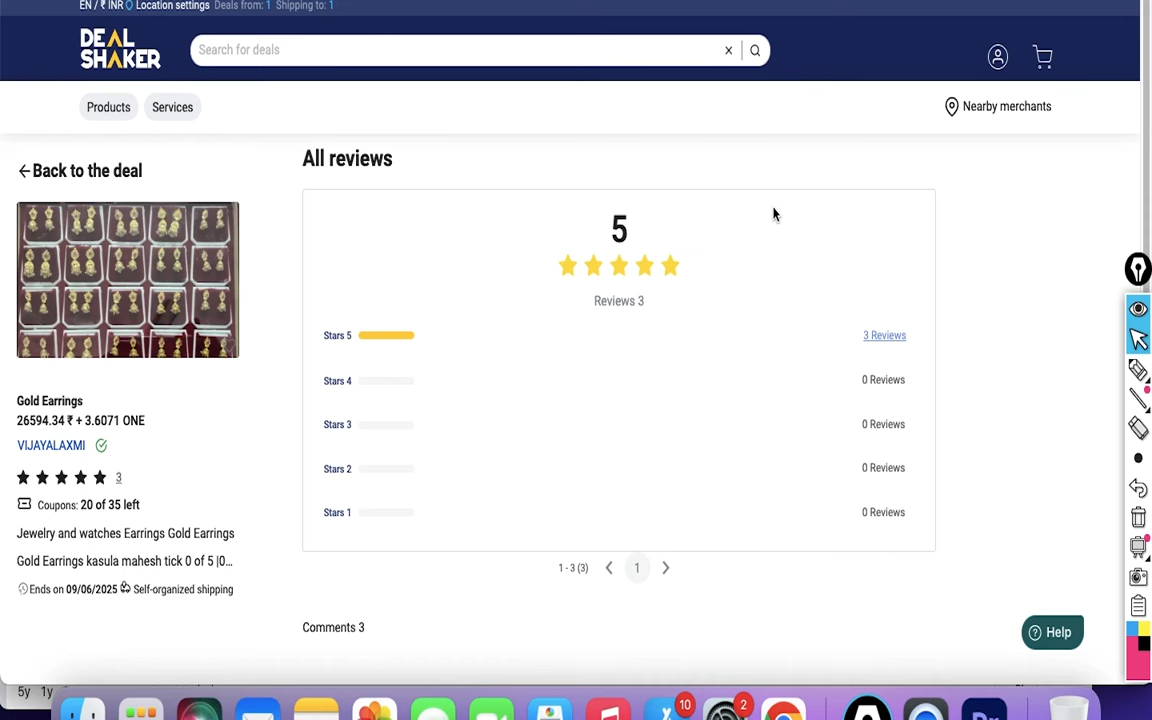 EN / ₹ INR Location settings Deals from: 1 Shipping to: 1
DEAL
SHAKER
Search for deals
Products Services
Nearby merchants
←Back to the deal
All reviews
5
Reviews 3
Stars 5
3 Reviews
Stars 4
0 Reviews
Stars 3
0 Reviews
Stars 2
0 Reviews
Stars 1
0 Reviews
Gold Earrings
26594.34 ₹ + 3.6071 ONE
VIJAYALAXMI
3
Coupons: 20 of 35 left
Jewelry and watches Earrings Gold Earrings
Gold Earrings kasula mahesh tick 0 of 5 |0...
Ends on 09/06/2025 Self-organized shipping
1 - 3 (3) 1
Comments 3
Help
5y 1y
10
2